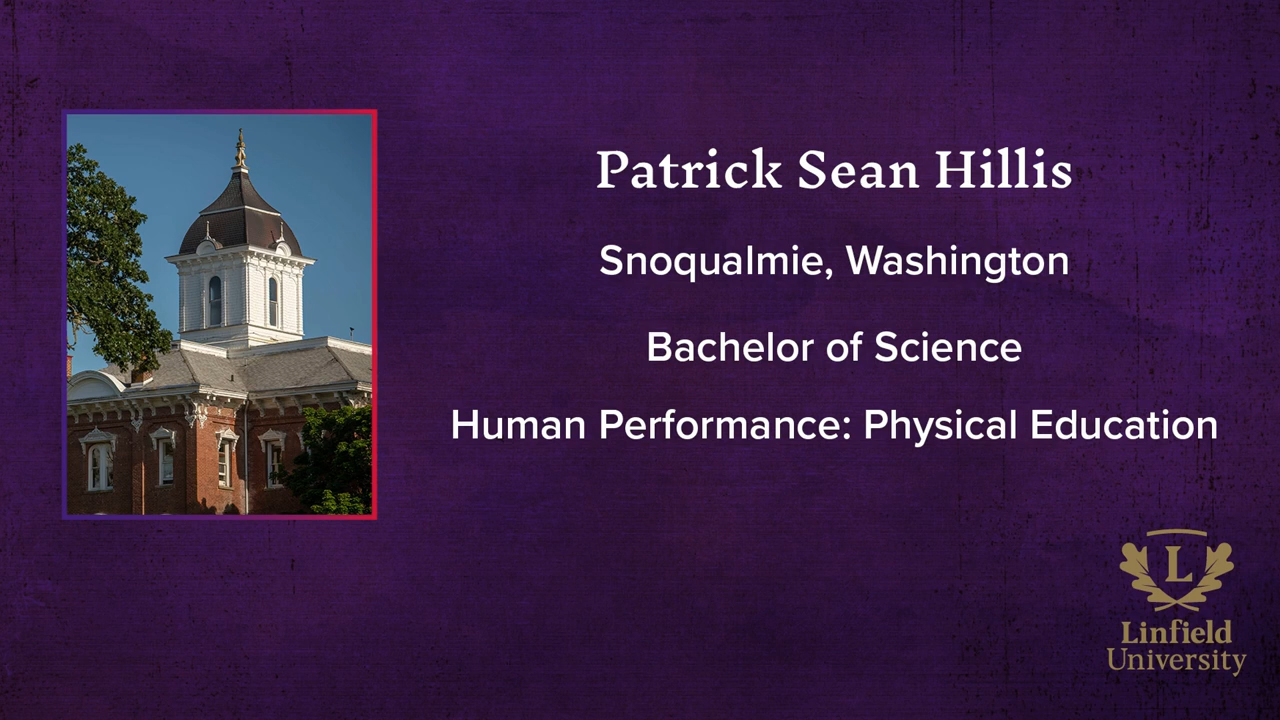 Patrick Sean Hillis
Snoqualmie, Washington
Bachelor of Science
Human Performance: Physical Education
L
Linfield
University